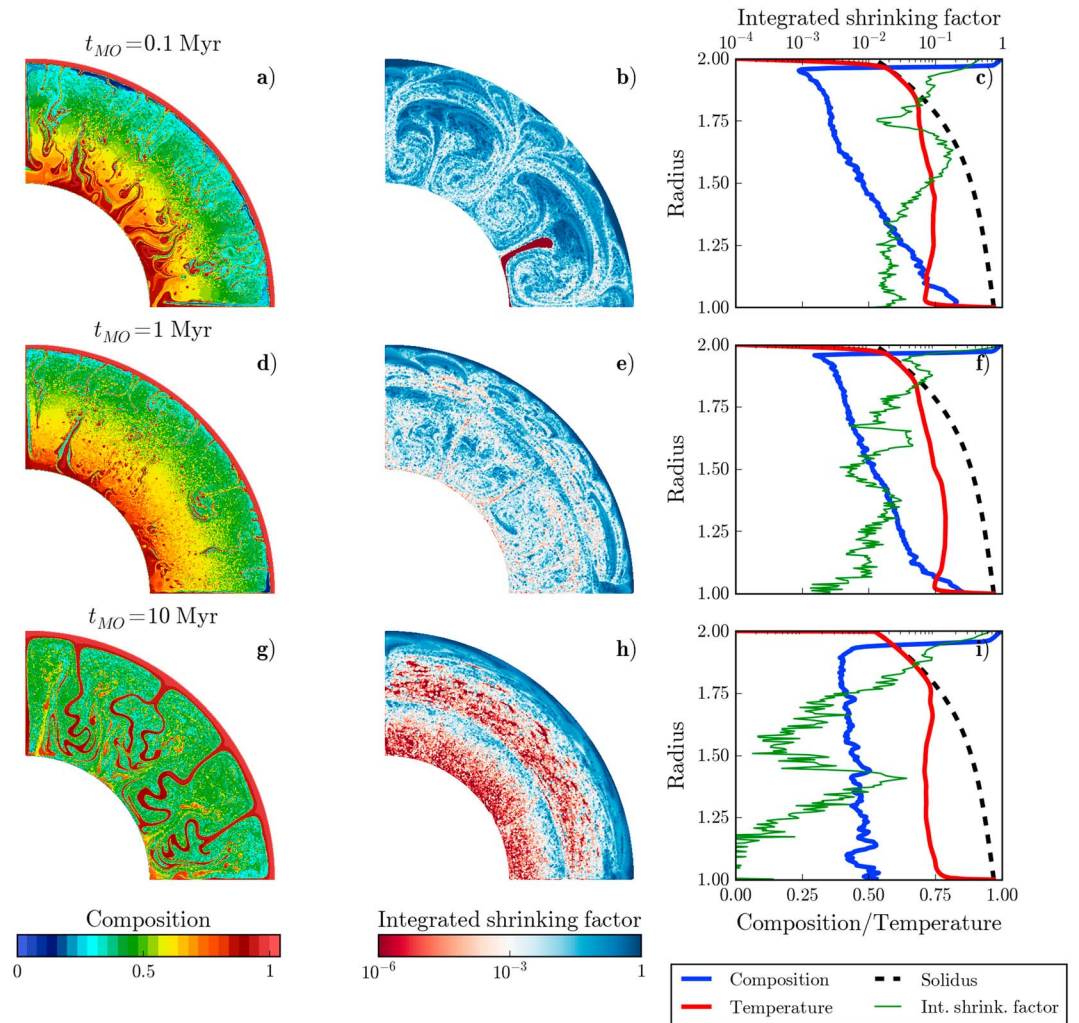 Integrated shrinking factor
10⁻⁴ 10⁻³ 10⁻² 10⁻¹ 1
t_MO = 0.1 Myr
a) b) c)
2.00
1.75
Radius
1.50
1.25
1.00
t_MO = 1 Myr
d) e) f)
2.00
1.75
Radius
1.50
1.25
1.00
t_MO = 10 Myr
g) h) i)
2.00
1.75
Radius
1.50
1.25
1.00
0.00 0.25 0.50 0.75 1.00
Composition/Temperature
Composition
0 0.5 1
Integrated shrinking factor
10⁻⁶ 10⁻³ 1
Composition Solidus
Temperature Int. shrink. factor